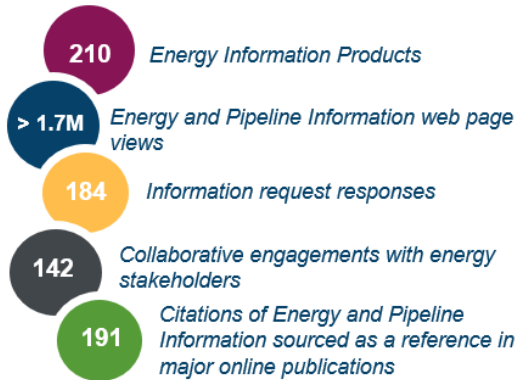 210
Energy Information Products
> 1.7M
Energy and Pipeline Information web page
views
184
Information request responses
142
Collaborative engagements with energy
stakeholders
191
Citations of Energy and Pipeline
Information sourced as a reference in
major online publications